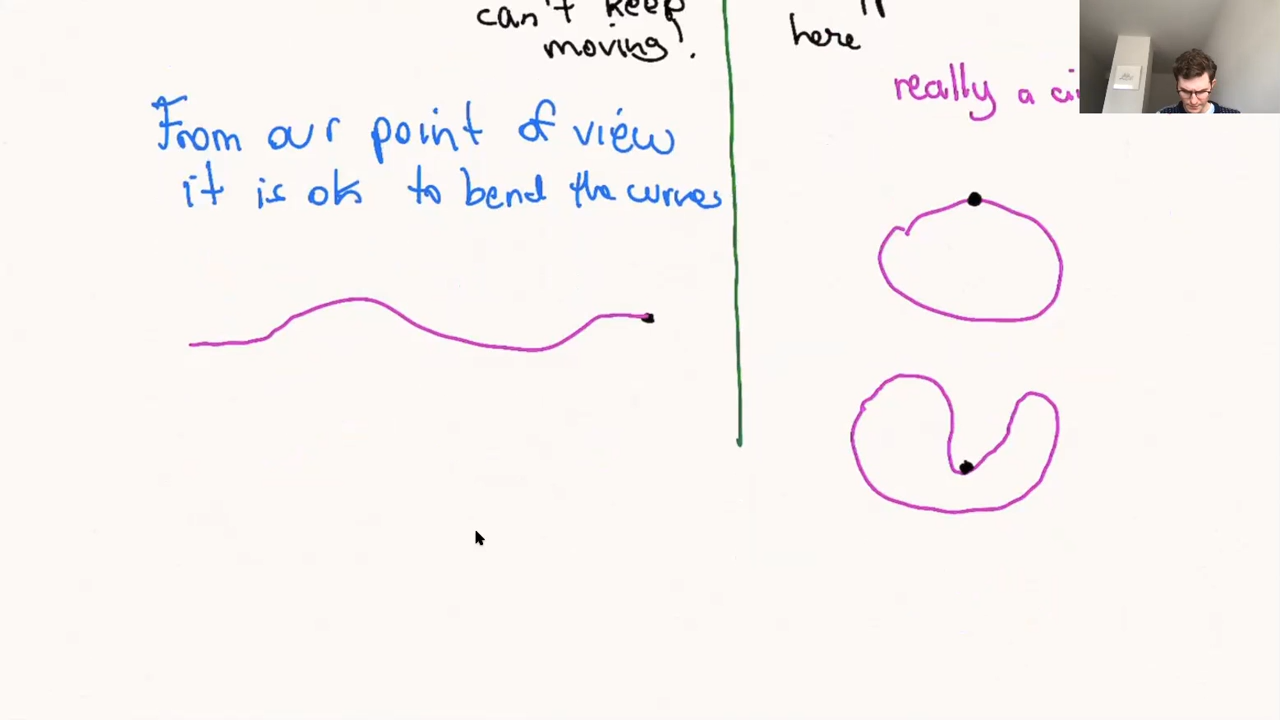 can't keep
moving!.
here
really a
From our point of view
it is ok to bend the curves